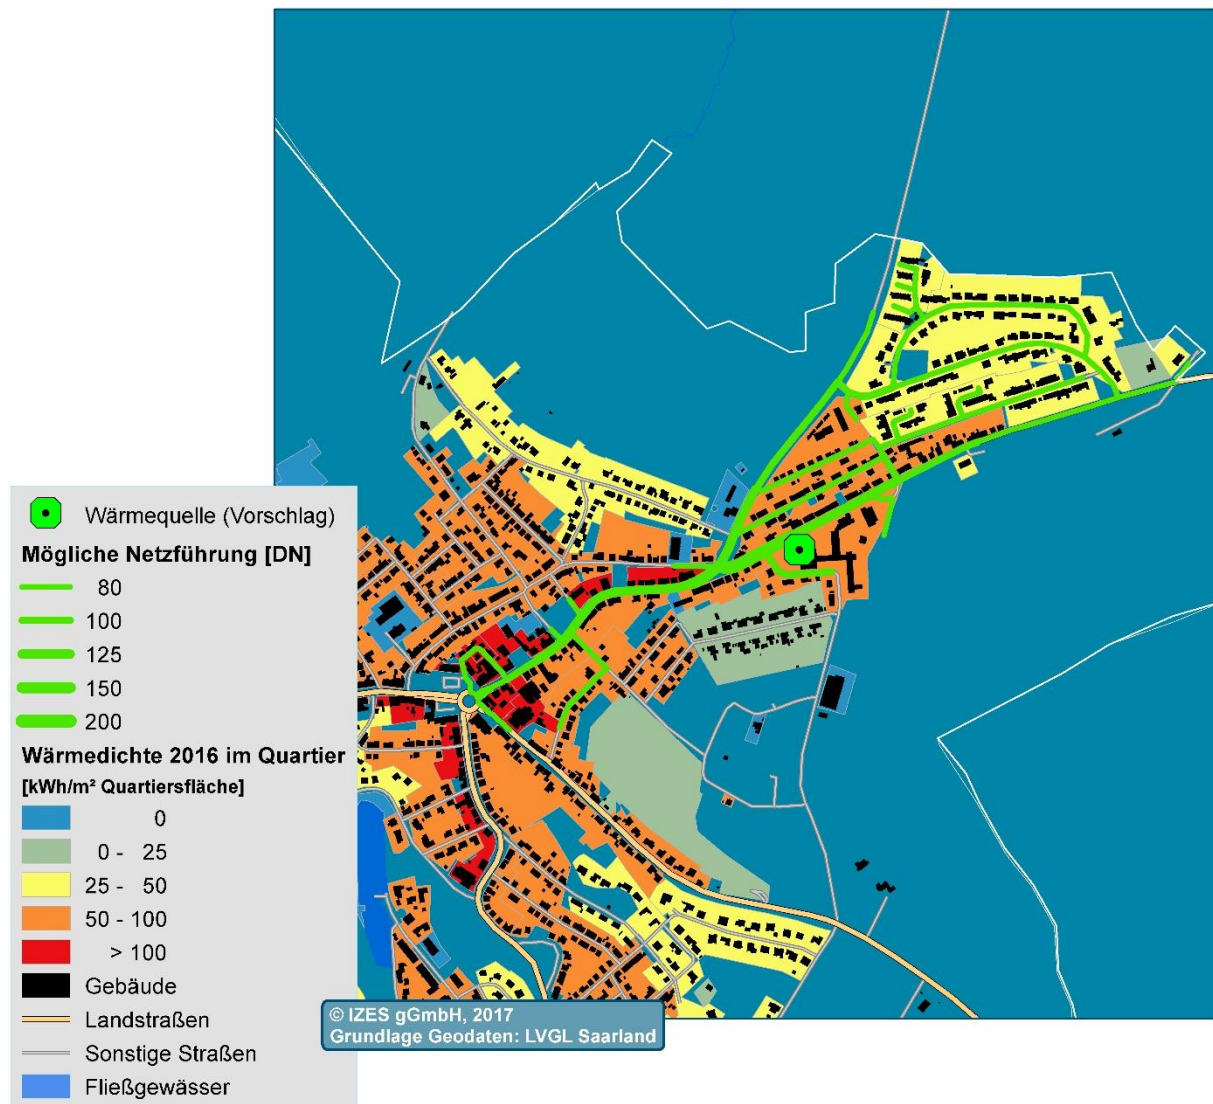 Wärmequelle (Vorschlag)
Mögliche Netzführung [DN]
80
100
125
150
200
Wärmedichte 2016 im Quartier
[kWh/m² Quartiersfläche]
0
0 - 25
25 - 50
50 - 100
> 100
Gebäude
Landstraßen
Sonstige Straßen
Fließgewässer
© IZES gGmbH, 2017
Grundlage Geodaten: LVGL Saarland